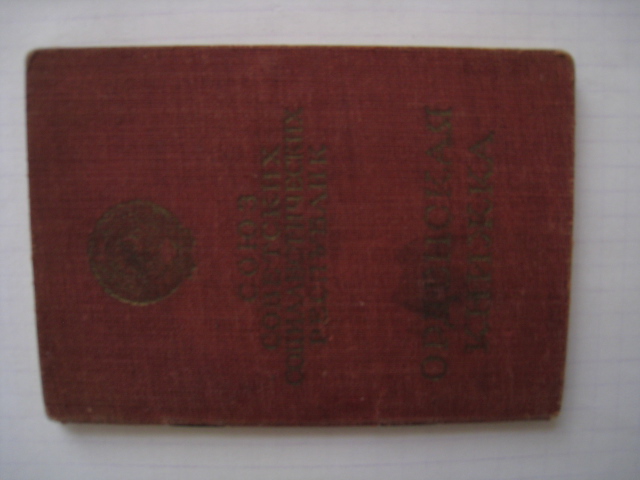 СОЮЗ
СОВЕТСКИХ
СОЦИАЛИСТИЧЕСКИХ
РЕСПУБЛИК
ОРДЕНСКАЯ
КНИЖКА